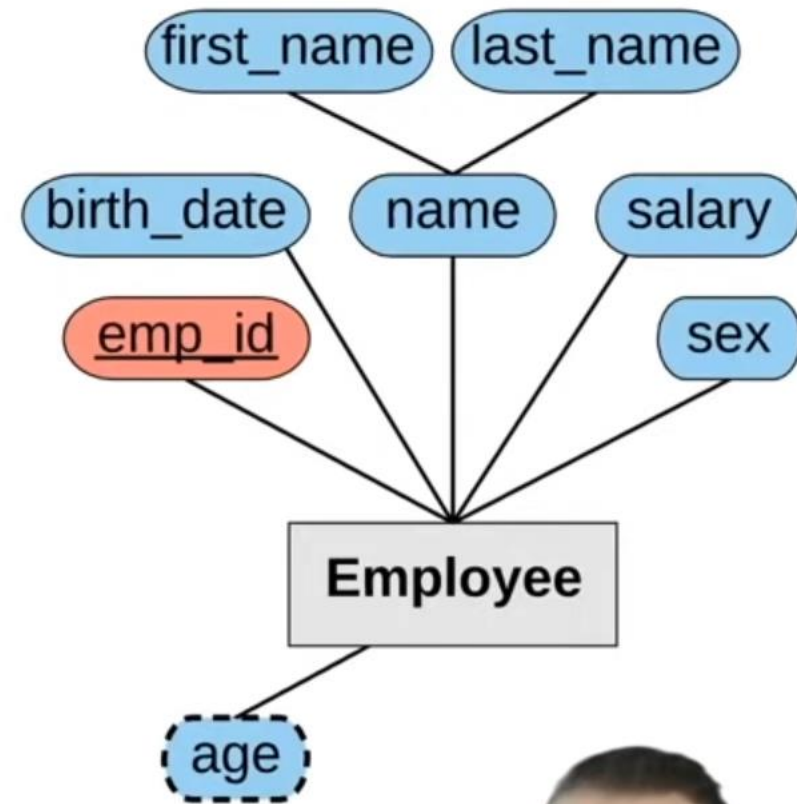 first_name
last_name
birth_date
name
salary
emp_id
sex
Employee
age